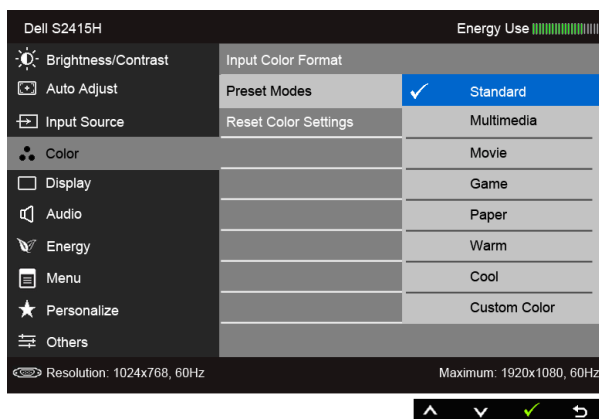 Dell S2415H Energy Use
Brightness/Contrast Input Color Format
Auto Adjust Preset Modes Standard
Input Source Reset Color Settings Multimedia
Color Movie
Display Game
Audio Paper
Energy Warm
Menu Cool
Personalize Custom Color
Others
Resolution: 1024x768, 60Hz Maximum: 1920x1080, 60Hz